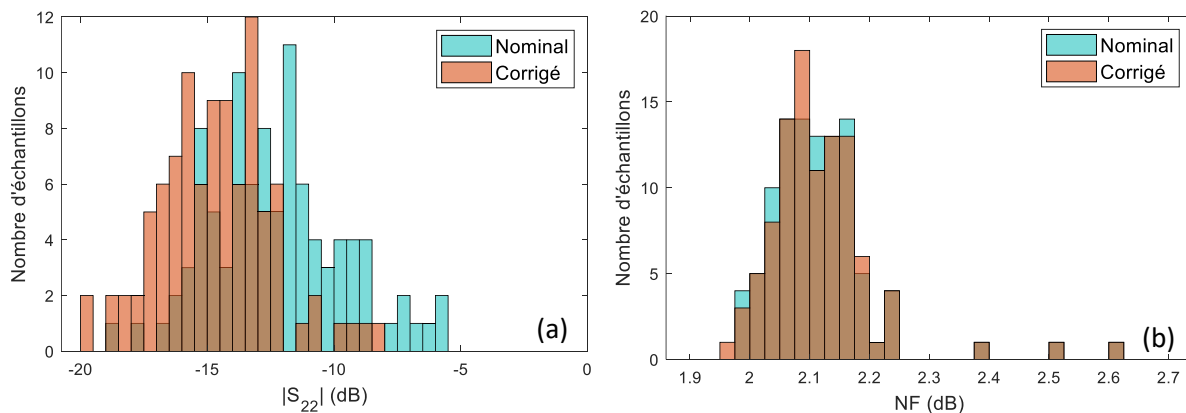 Nombre d'échantillons
12
10
8
6
4
2
0
-20
-15
-10
-5
0
|S22| (dB)
Nominal
Corrigé
(a)
Nombre d'échantillons
20
15
10
5
0
1.9
2
2.1
2.2
2.3
2.4
2.5
2.6
2.7
NF (dB)
Nominal
Corrigé
(b)